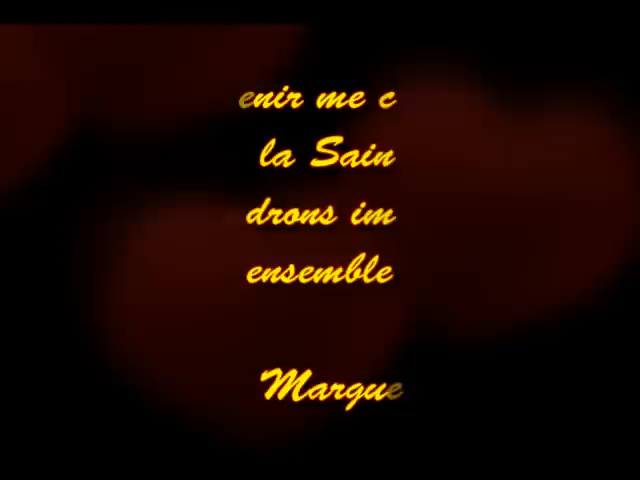 enir me c
la Sain
drons im
ensemble
Margue